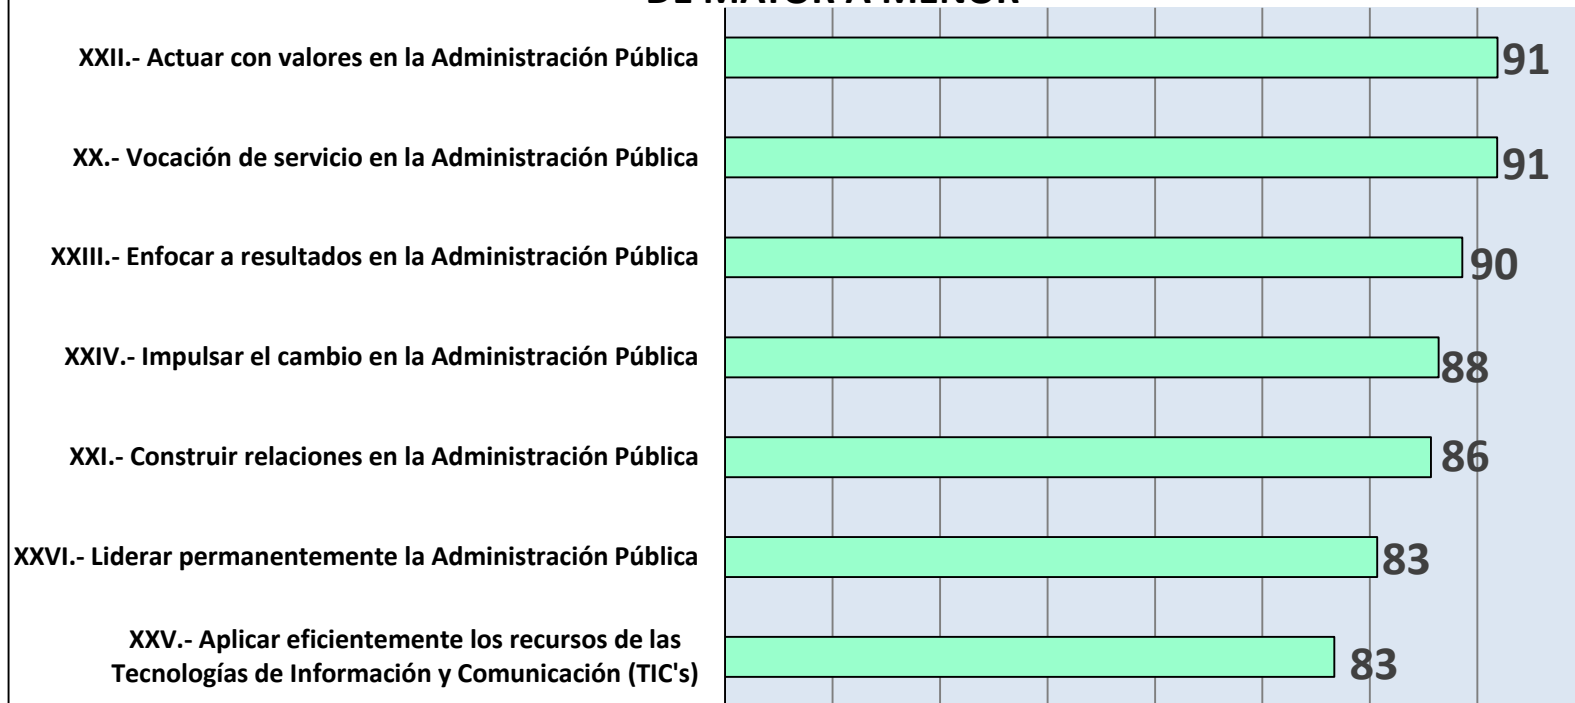 DE MAYOR A MENOR
XXII.- Actuar con valores en la Administración Pública
91
XX.- Vocación de servicio en la Administración Pública
91
XXIII.- Enfocar a resultados en la Administración Pública
90
XXIV.- Impulsar el cambio en la Administración Pública
88
XXI.- Construir relaciones en la Administración Pública
86
XXVI.- Liderar permanentemente la Administración Pública
83
XXV.- Aplicar eficientemente los recursos de las
Tecnologías de Información y Comunicación (TIC's)
83